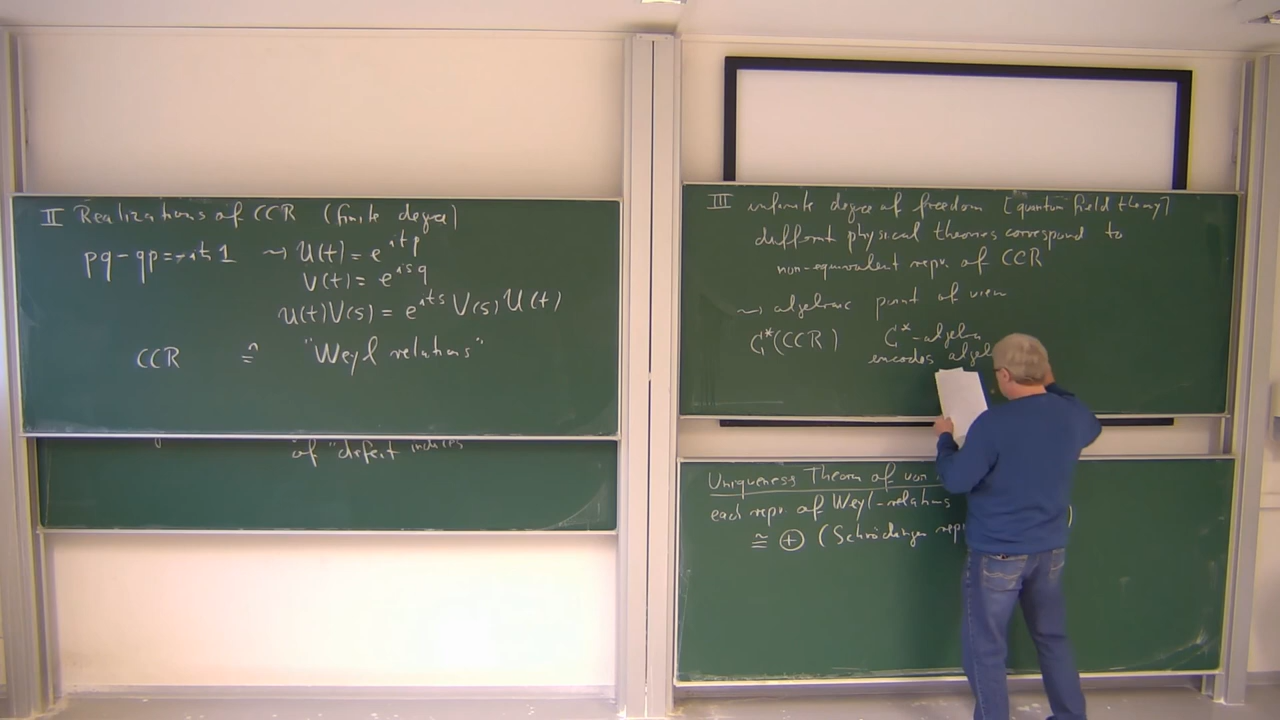 II Realizations of CCR (finite degree)
pq - qp = -iℏ 1 ⇝ U(t) = e^{itp}
V(t) = e^{isq}
U(t)V(s) = e^{its} V(s) U(t)
CCR ≙ "Weyl relations"
of "defect indices
III infinite degree of freedom [quantum field theory]
different physical theories correspond to
non-equivalent repr. of CCR
⇝ algebraic point of view
C*(CCR) C*-algebra
encodes
Uniqueness Theorem of von
each repr. of Weyl-relations
≅ ⊕ (Schrödinger repr